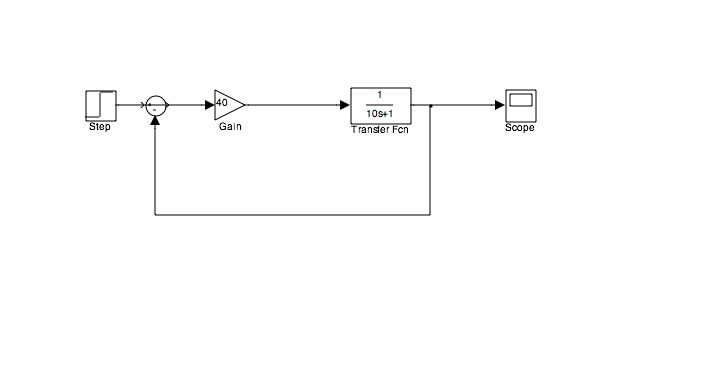 40
1
10s+1
Step
Gain
Transfer Fcn
Scope